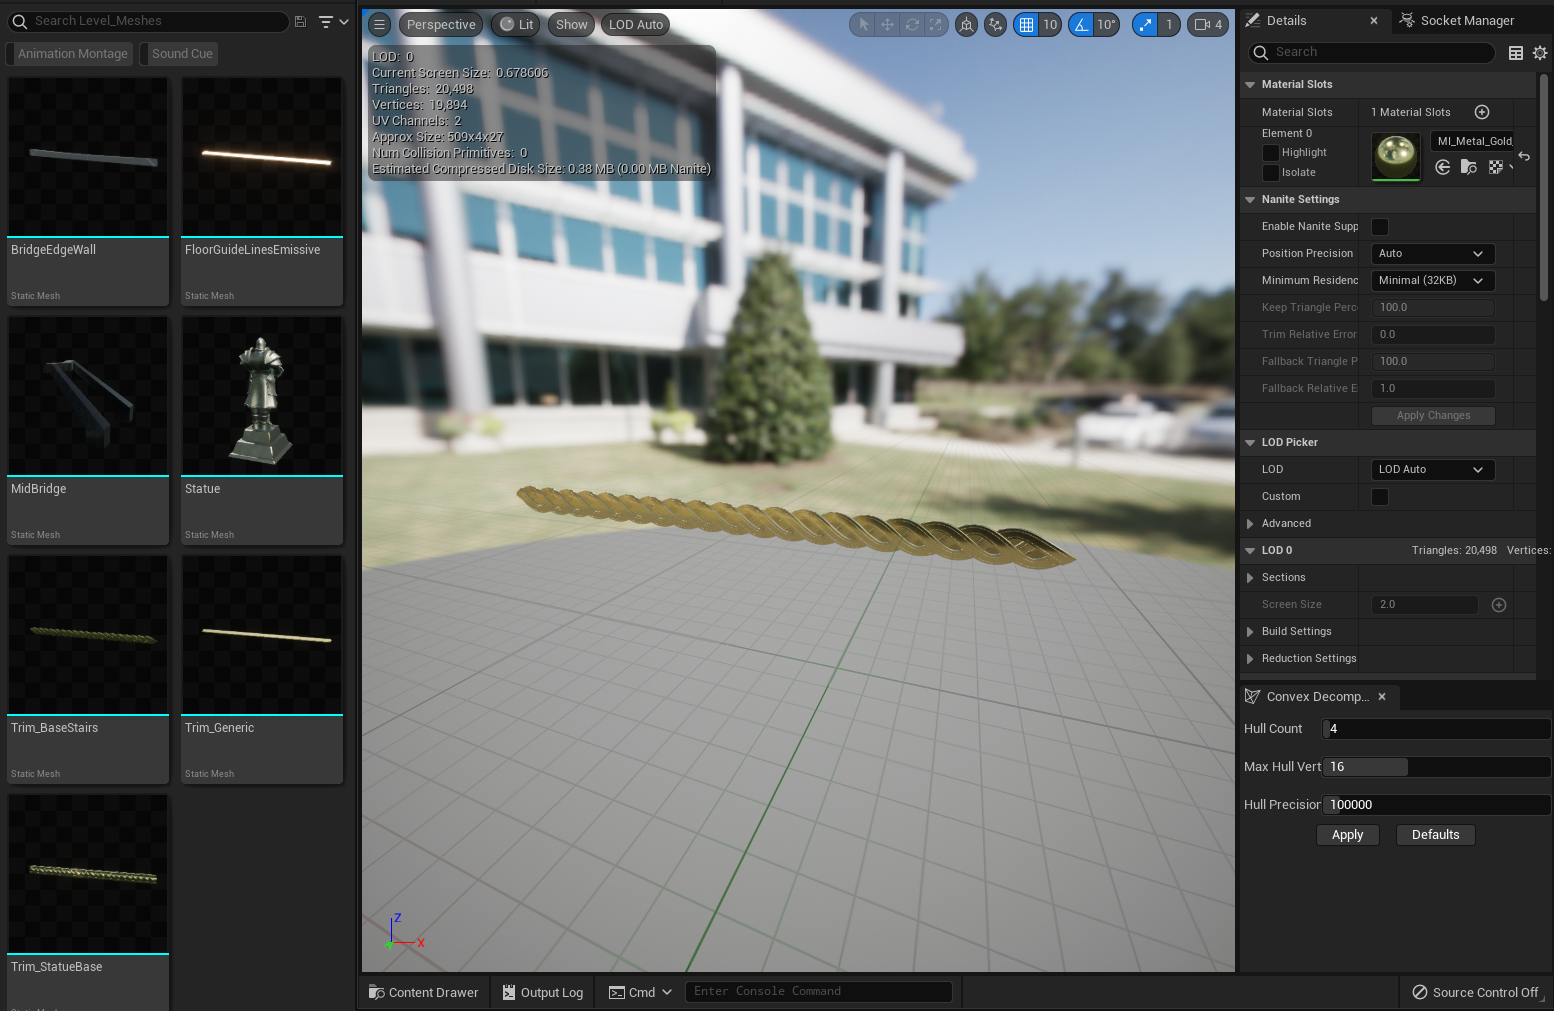 Search Level_Meshes
Animation Montage
Sound Cue
BridgeEdgeWall
Static Mesh
FloorGuideLinesEmissive
Static Mesh
MidBridge
Static Mesh
Statue
Static Mesh
Trim_BaseStairs
Static Mesh
Trim_Generic
Static Mesh
Trim_StatueBase
Perspective
Lit
Show
LOD Auto
10
10°
1
4
LOD: 0
Current Screen Size: 0.678606
Triangles: 20,498
Vertices: 19,894
UV Channels: 2
Approx Size: 509x4x27
Num Collision Primitives: 0
Estimated Compressed Disk Size: 0.38 MB (0.00 MB Nanite)
Z
X
Content Drawer
Output Log
Cmd
Enter Console Command
Source Control Off
Details
Socket Manager
Search
Material Slots
Material Slots 1 Material Slots
Element 0
Highlight
Isolate
MI_Metal_Gold
Nanite Settings
Enable Nanite Supp
Position Precision Auto
Minimum Residenc Minimal (32KB)
Keep Triangle Perc 100.0
Trim Relative Error 0.0
Fallback Triangle P 100.0
Fallback Relative E 1.0
Apply Changes
LOD Picker
LOD LOD Auto
Custom
Advanced
LOD 0 Triangles: 20,498 Vertices:
Sections
Screen Size 2.0
Build Settings
Reduction Settings
Convex Decomp...
Hull Count 4
Max Hull Vert 16
Hull Precision 100000
Apply
Defaults